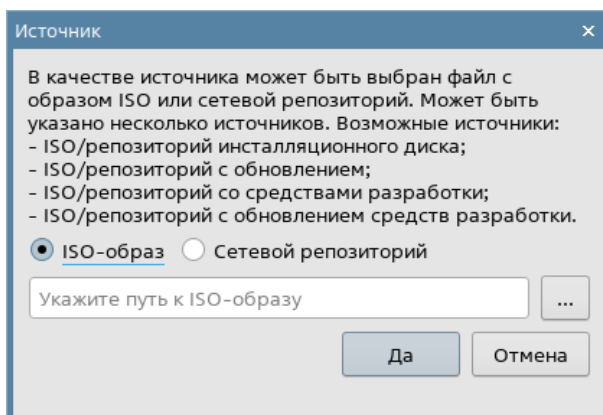 Источник
В качестве источника может быть выбран файл с
образом ISO или сетевой репозиторий. Может быть
указано несколько источников. Возможные источники:
- ISO/репозиторий инсталляционного диска;
- ISO/репозиторий с обновлением;
- ISO/репозиторий со средствами разработки;
- ISO/репозиторий с обновлением средств разработки.
ISO-образ Сетевой репозиторий
Укажите путь к ISO-образу ...
Да Отмена